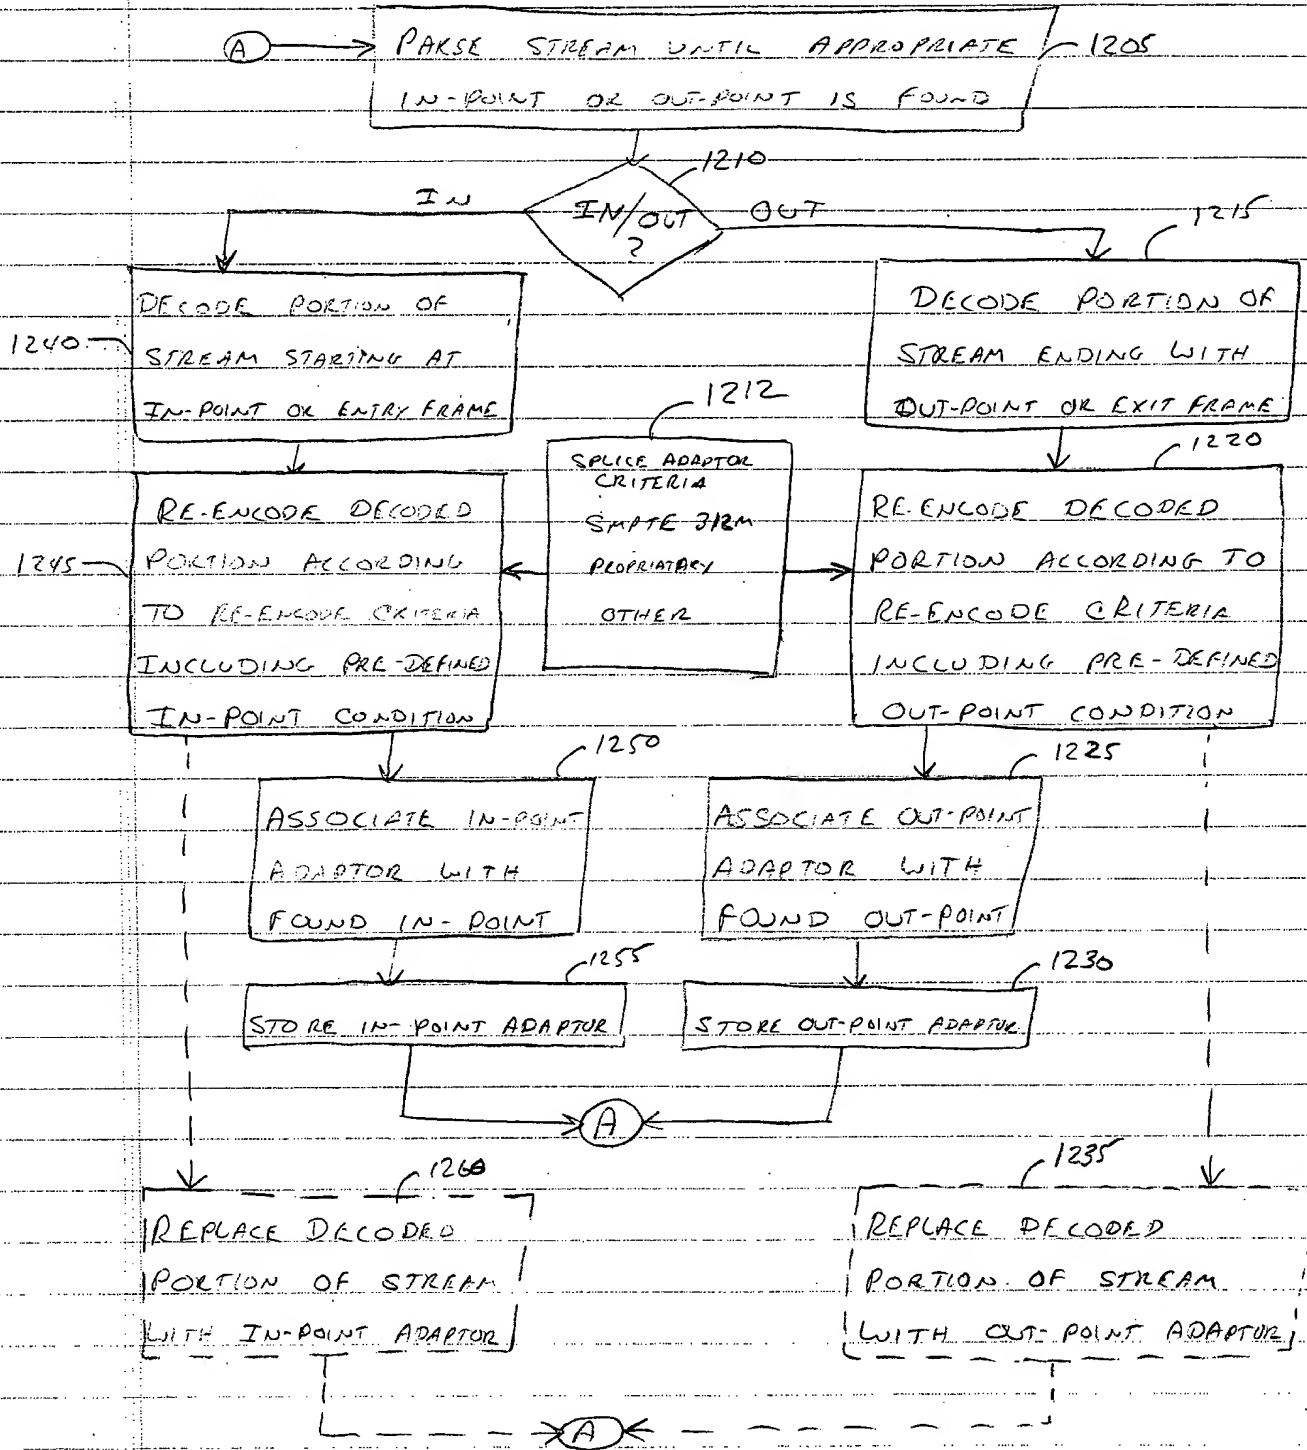 A
PARSE STREAM UNTIL APPROPRIATE
IN-POINT OR OUT-POINT IS FOUND
1205
1210
IN
IN/OUT
?
OUT
1215
1240
DECODE PORTION OF
STREAM STARTING AT
IN-POINT OR ENTRY FRAME
DECODE PORTION OF
STREAM ENDING WITH
OUT-POINT OR EXIT FRAME
1212
1220
SPLICE ADAPTOR
CRITERIA
SMPTE 312M
PROPRIATARY
OTHER
1245
RE-ENCODE DECODED
PORTION ACCORDING
TO RE-ENCODE CRITERIA
INCLUDING PRE-DEFINED
IN-POINT CONDITION
RE-ENCODE DECODED
PORTION ACCORDING TO
RE-ENCODE CRITERIA
INCLUDING PRE-DEFINED
OUT-POINT CONDITION
1250
1225
ASSOCIATE IN-POINT
ADAPTOR WITH
FOUND IN-POINT
ASSOCIATE OUT-POINT
ADAPTOR WITH
FOUND OUT-POINT
1255
1230
STORE IN-POINT ADAPTOR
STORE OUT-POINT ADAPTOR
A
1260
1235
REPLACE DECODED
PORTION OF STREAM
WITH IN-POINT ADAPTOR
REPLACE DECODED
PORTION OF STREAM
WITH OUT-POINT ADAPTOR
A